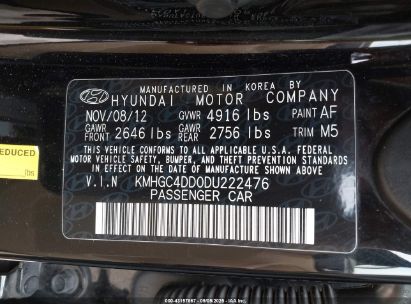 MANUFACTURED IN KOREA BY
HYUNDAI MOTOR COMPANY
NOV/08/12 GVWR 4916 lbs PAINT AF
GAWR FRONT 2646 lbs GAWR REAR 2756 lbs TRIM M5
THIS VEHICLE CONFORMS TO ALL APPLICABLE FEDERAL
MOTOR VEHICLE SAFETY, BUMPER, AND THEFT PREVENTION
STANDARDS IN EFFECT ON THE DATE OF
MANUFACTURE SHOWN ABOVE.
V.I.N KMHGC4DD0DU222476
PASSENGER CAR
REDUCED
lbs